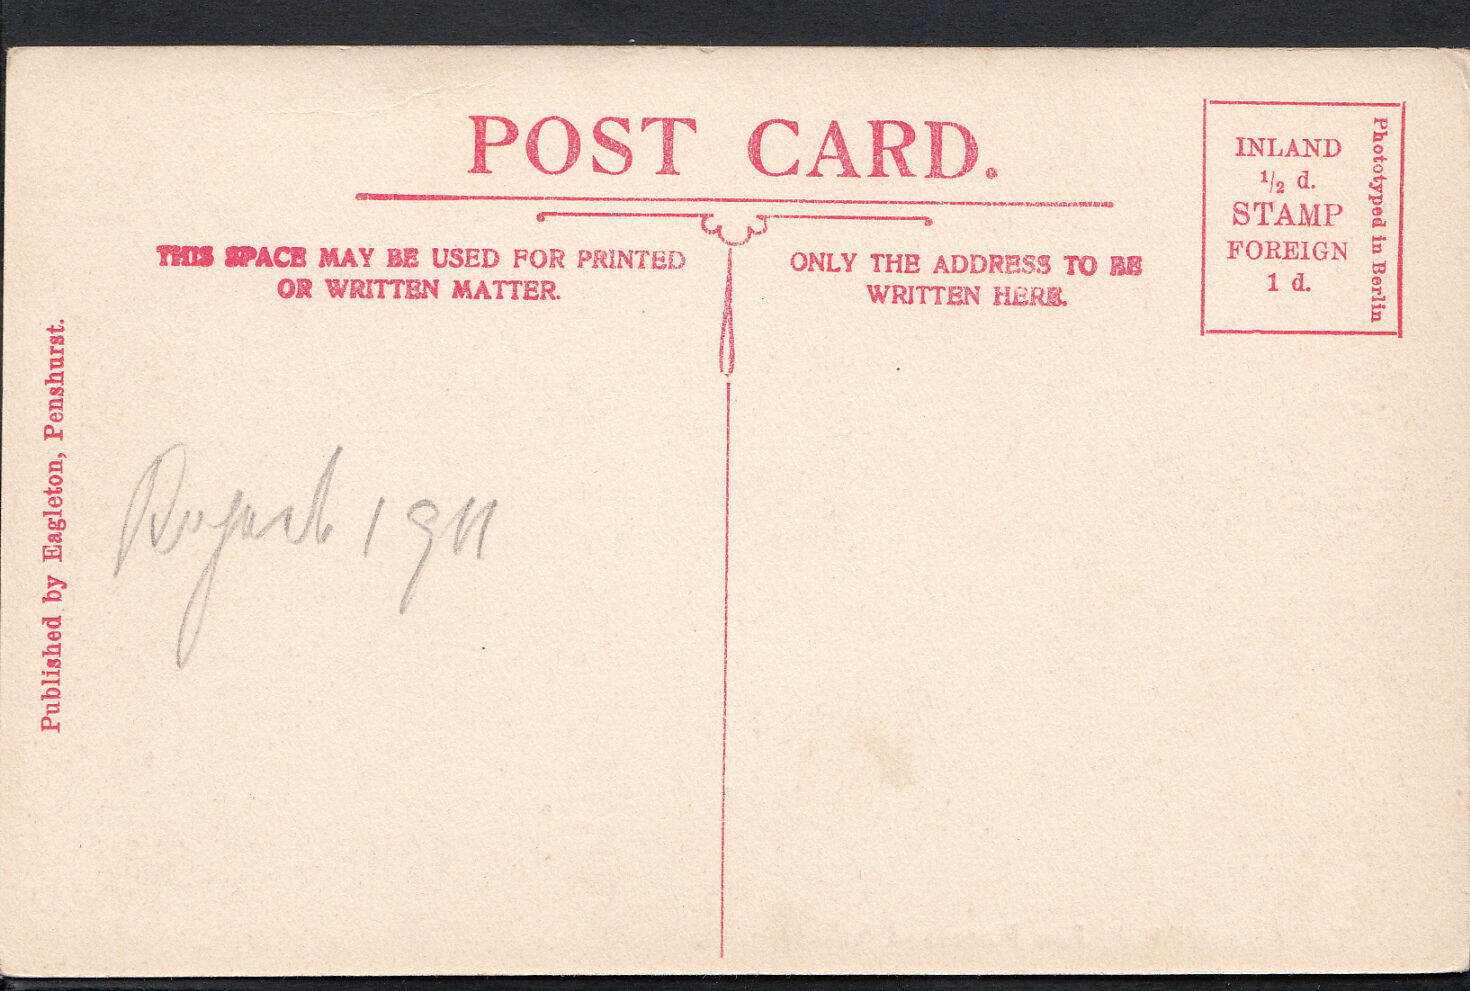 POST CARD.
THIS SPACE MAY BE USED FOR PRINTED
OR WRITTEN MATTER.
ONLY THE ADDRESS TO BE
WRITTEN HERE.
INLAND
1/2 d.
STAMP
FOREIGN
1 d.
Phototyped in Berlin
Published by Eagleton, Penshurst.
August 1911